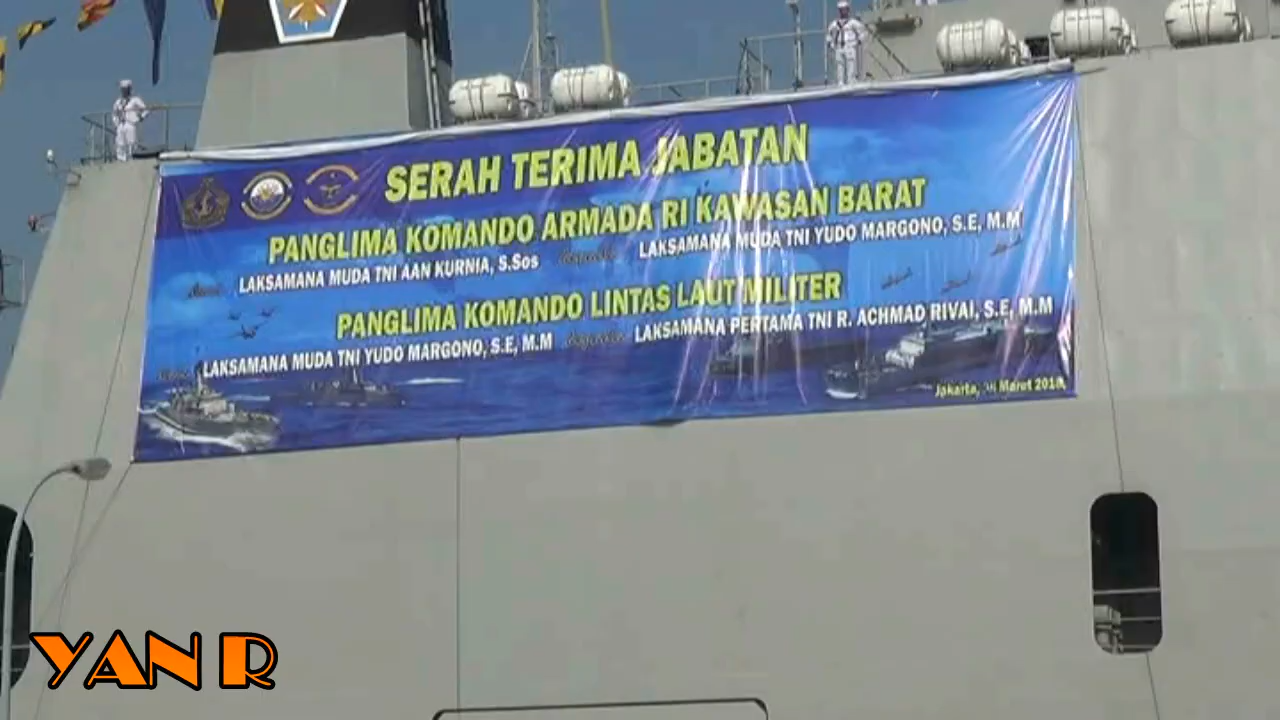 SERAH TERIMA JABATAN
PANGLIMA KOMANDO ARMADA RI KAWASAN BARAT
LAKSAMANA MUDA TNI AAN KURNIA, S.Sos LAKSAMANA MUDA TNI YUDO MARGONO, S.E, M.M
PANGLIMA KOMANDO LINTAS LAUT MILITER
LAKSAMANA MUDA TNI YUDO MARGONO, S.E, M.M LAKSAMANA PERTAMA TNI R. ACHMAD RIVAI, S.E, M.M
Jakarta, Maret 2018
YAN R